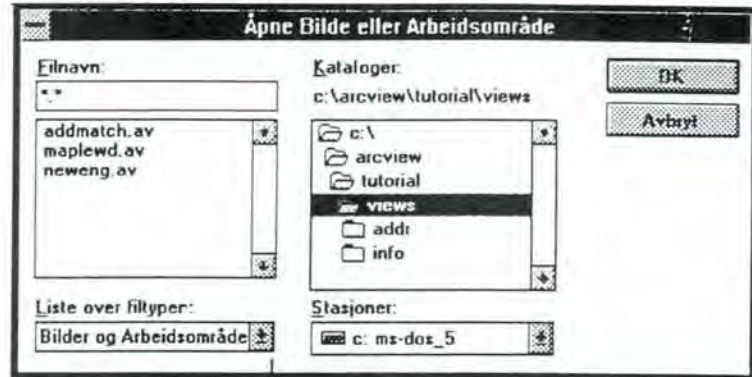 Åpne Bilde eller Arbeidsområde
Filnavn:
*.*
addmatch.av
maplewd.av
neweng.av
Liste over filtyper:
Bilder og Arbeidsområde
Kataloger:
c:\arcview\tutorial\views
c:\
arcview
tutorial
views
addr
info
Stasjoner:
c: ms-dos_5
OK
Avbryt